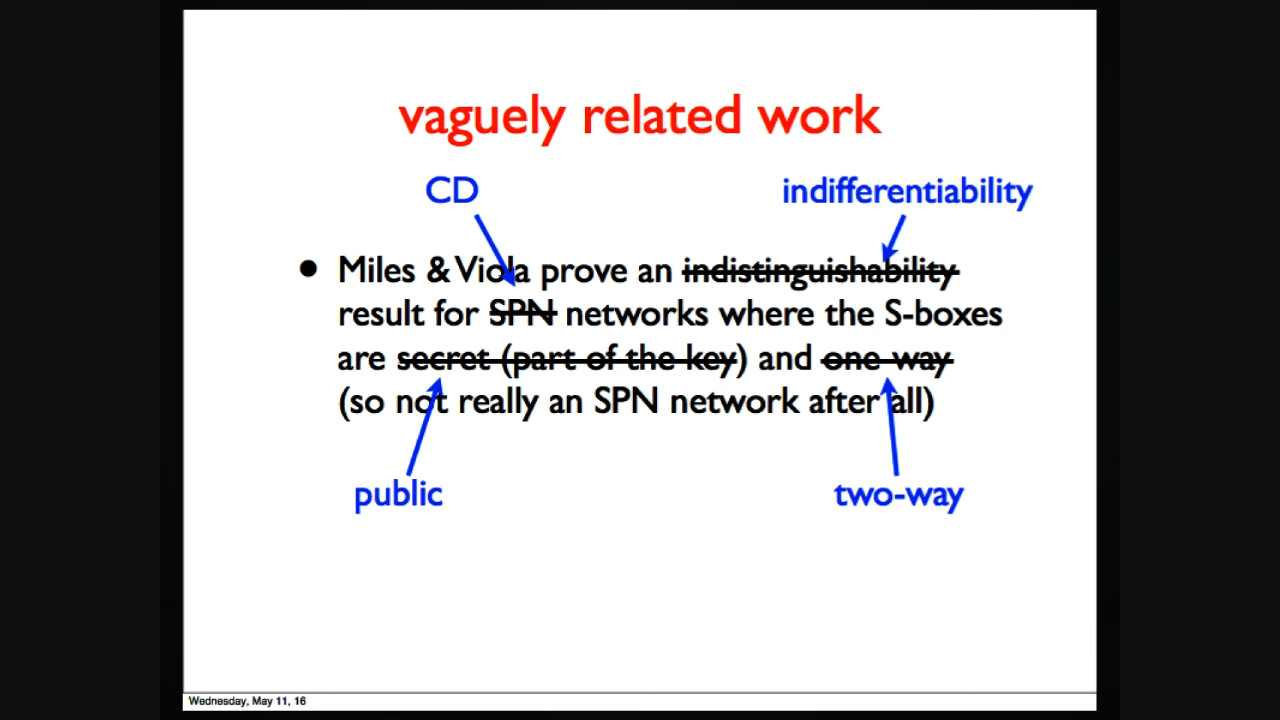 vaguely related work
CD
indifferentiability
• Miles & Viola prove an indistinguishability
result for SPN networks where the S-boxes
are secret (part of the key) and one way
(so not really an SPN network after all)
public
two-way
Wednesday, May 11, 16